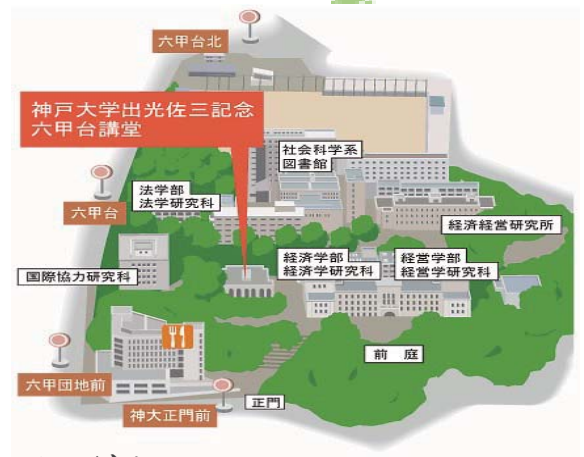 六甲台北
神戸大学出光佐三記念
六甲台講堂
社会科学系
図書館
法学部
法学研究科
六甲台
経済経営研究所
経済学部
経済学研究科
経営学部
経営学研究科
国際協力研究科
前庭
六甲団地前
正門
神大正門前